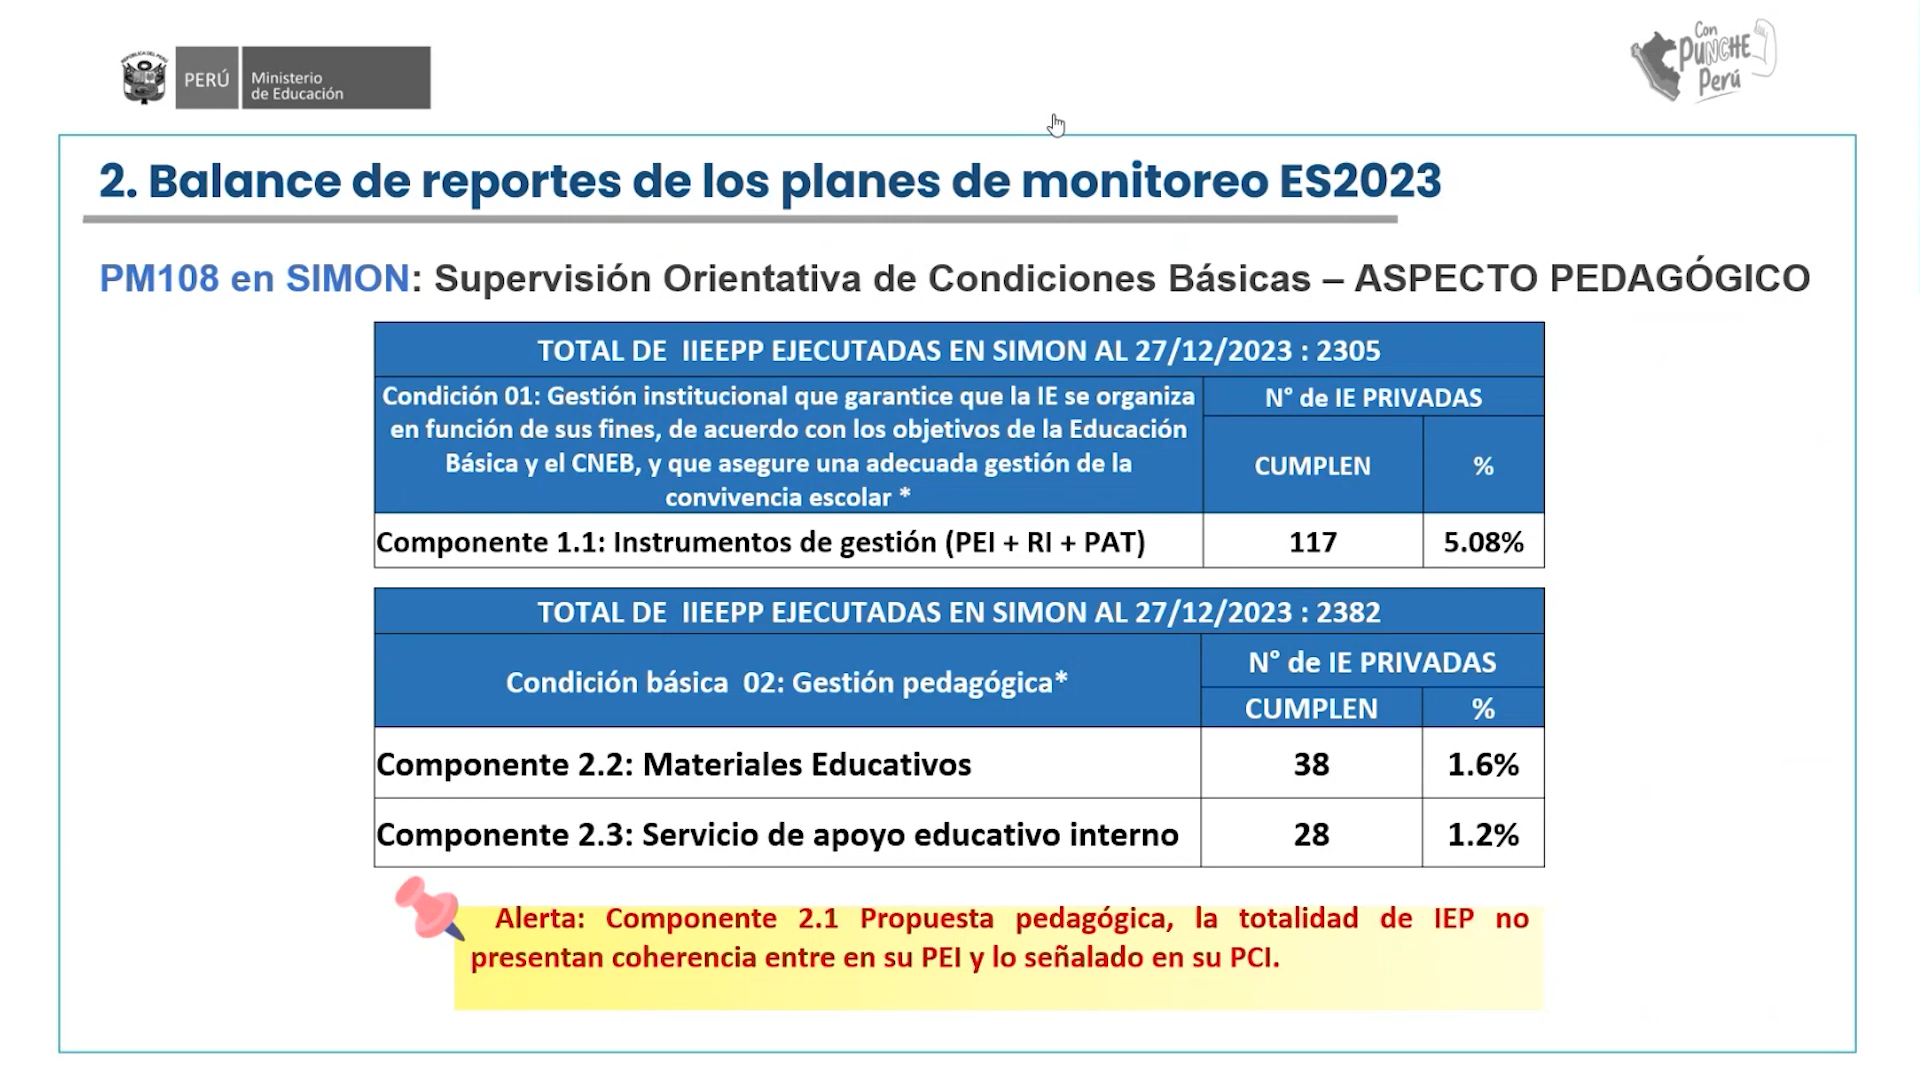 REPÚBLICA DEL PERÚ
PERÚ
Ministerio
de Educación
Con
PUNCHE
Perú
2. Balance de reportes de los planes de monitoreo ES2023
PM108 en SIMON: Supervisión Orientativa de Condiciones Básicas – ASPECTO PEDAGÓGICO
TOTAL DE IIEEPP EJECUTADAS EN SIMON AL 27/12/2023 : 2305
Condición 01: Gestión institucional que garantice que la IE se organiza
en función de sus fines, de acuerdo con los objetivos de la Educación
Básica y el CNEB, y que asegure una adecuada gestión de la
convivencia escolar *
N° de IE PRIVADAS
CUMPLEN
%
Componente 1.1: Instrumentos de gestión (PEI + RI + PAT)
117
5.08%
TOTAL DE IIEEPP EJECUTADAS EN SIMON AL 27/12/2023 : 2382
Condición básica 02: Gestión pedagógica*
N° de IE PRIVADAS
CUMPLEN
%
Componente 2.2: Materiales Educativos
38
1.6%
Componente 2.3: Servicio de apoyo educativo interno
28
1.2%
Alerta: Componente 2.1 Propuesta pedagógica, la totalidad de IEP no
presentan coherencia entre en su PEI y lo señalado en su PCI.